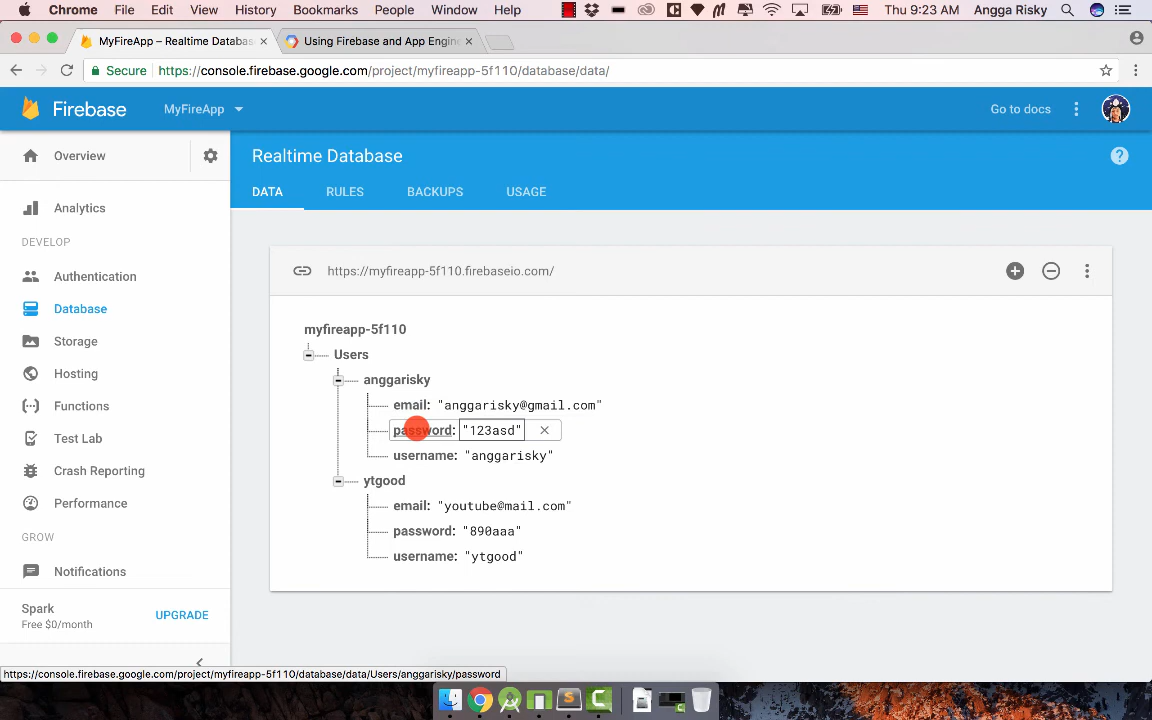 Chrome File Edit View History Bookmarks People Window Help Thu 9:23 AM Angga Risky
MyFireApp – Realtime Databas
Using Firebase and App Engin
Secure https://console.firebase.google.com/project/myfireapp-5f110/database/data/
Firebase MyFireApp Go to docs
Overview
Realtime Database
DATA RULES BACKUPS USAGE
Analytics
DEVELOP
Authentication
Database
Storage
Hosting
Functions
Test Lab
Crash Reporting
Performance
GROW
Notifications
Spark
Free $0/month
UPGRADE
https://myfireapp-5f110.firebaseio.com/
myfireapp-5f110
Users
anggarisky
email: "anggarisky@gmail.com"
password: "123asd"
username: "anggarisky"
ytgood
email: "youtube@mail.com"
password: "890aaa"
username: "ytgood"
https://console.firebase.google.com/project/myfireapp-5f110/database/data/Users/anggarisky/password